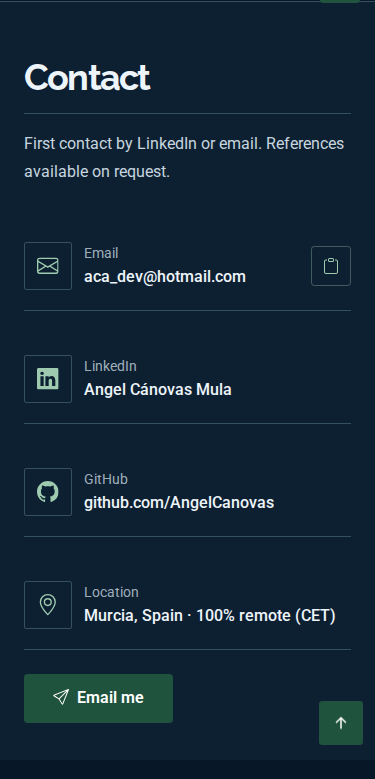 Contact
First contact by LinkedIn or email. References
available on request.
Email
aca_dev@hotmail.com
LinkedIn
Angel Cánovas Mula
GitHub
github.com/AngelCanovas
Location
Murcia, Spain · 100% remote (CET)
Email me